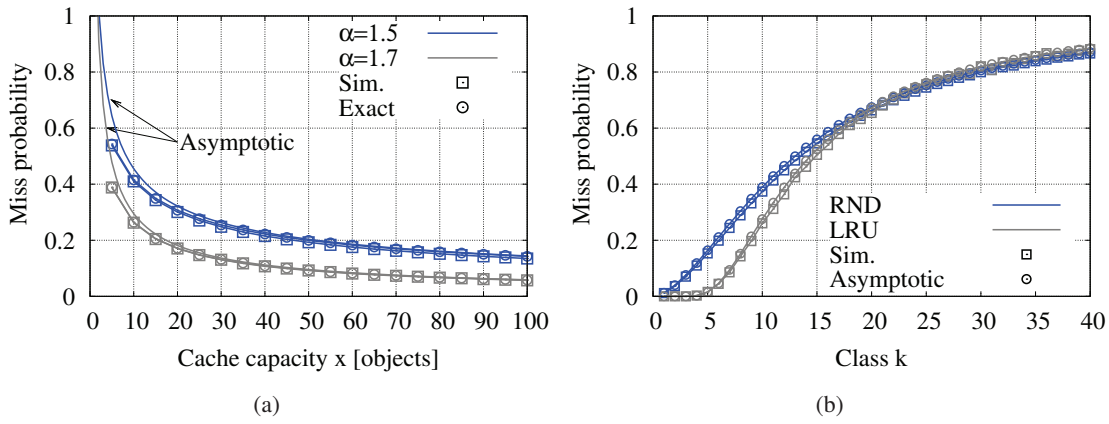 1
0.8
0.6
0.4
0.2
0
Miss probability
α=1.5
α=1.7
Sim.
Exact
Asymptotic
0 10 20 30 40 50 60 70 80 90 100
Cache capacity x [objects]
(a)
1
0.8
0.6
0.4
0.2
0
Miss probability
RND
LRU
Sim.
Asymptotic
0 5 10 15 20 25 30 35 40
Class k
(b)